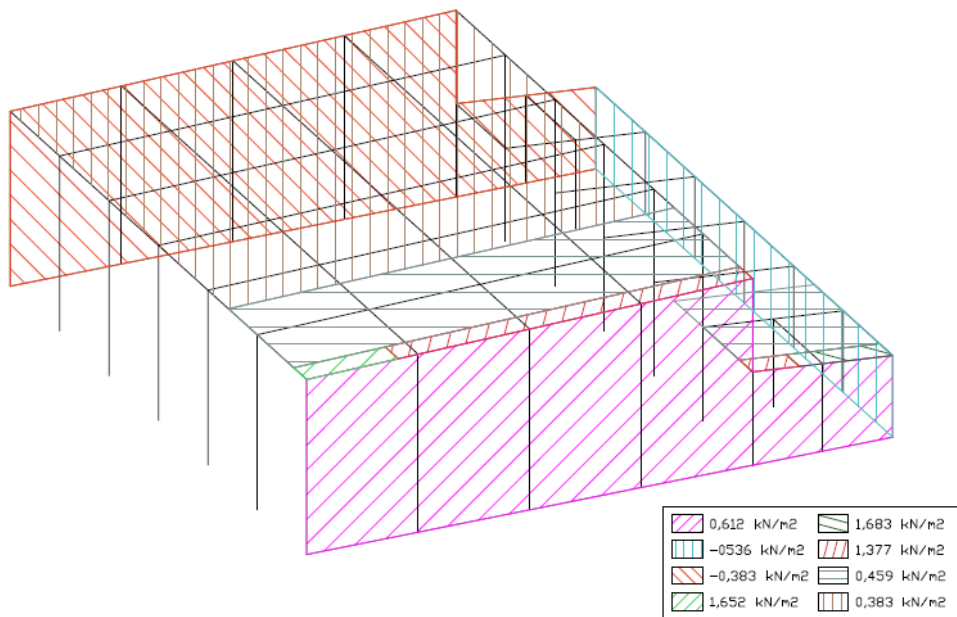 0,612 kN/m2
1,683 kN/m2
-0536 kN/m2
1,377 kN/m2
-0,383 kN/m2
0,459 kN/m2
1,652 kN/m2
0,383 kN/m2